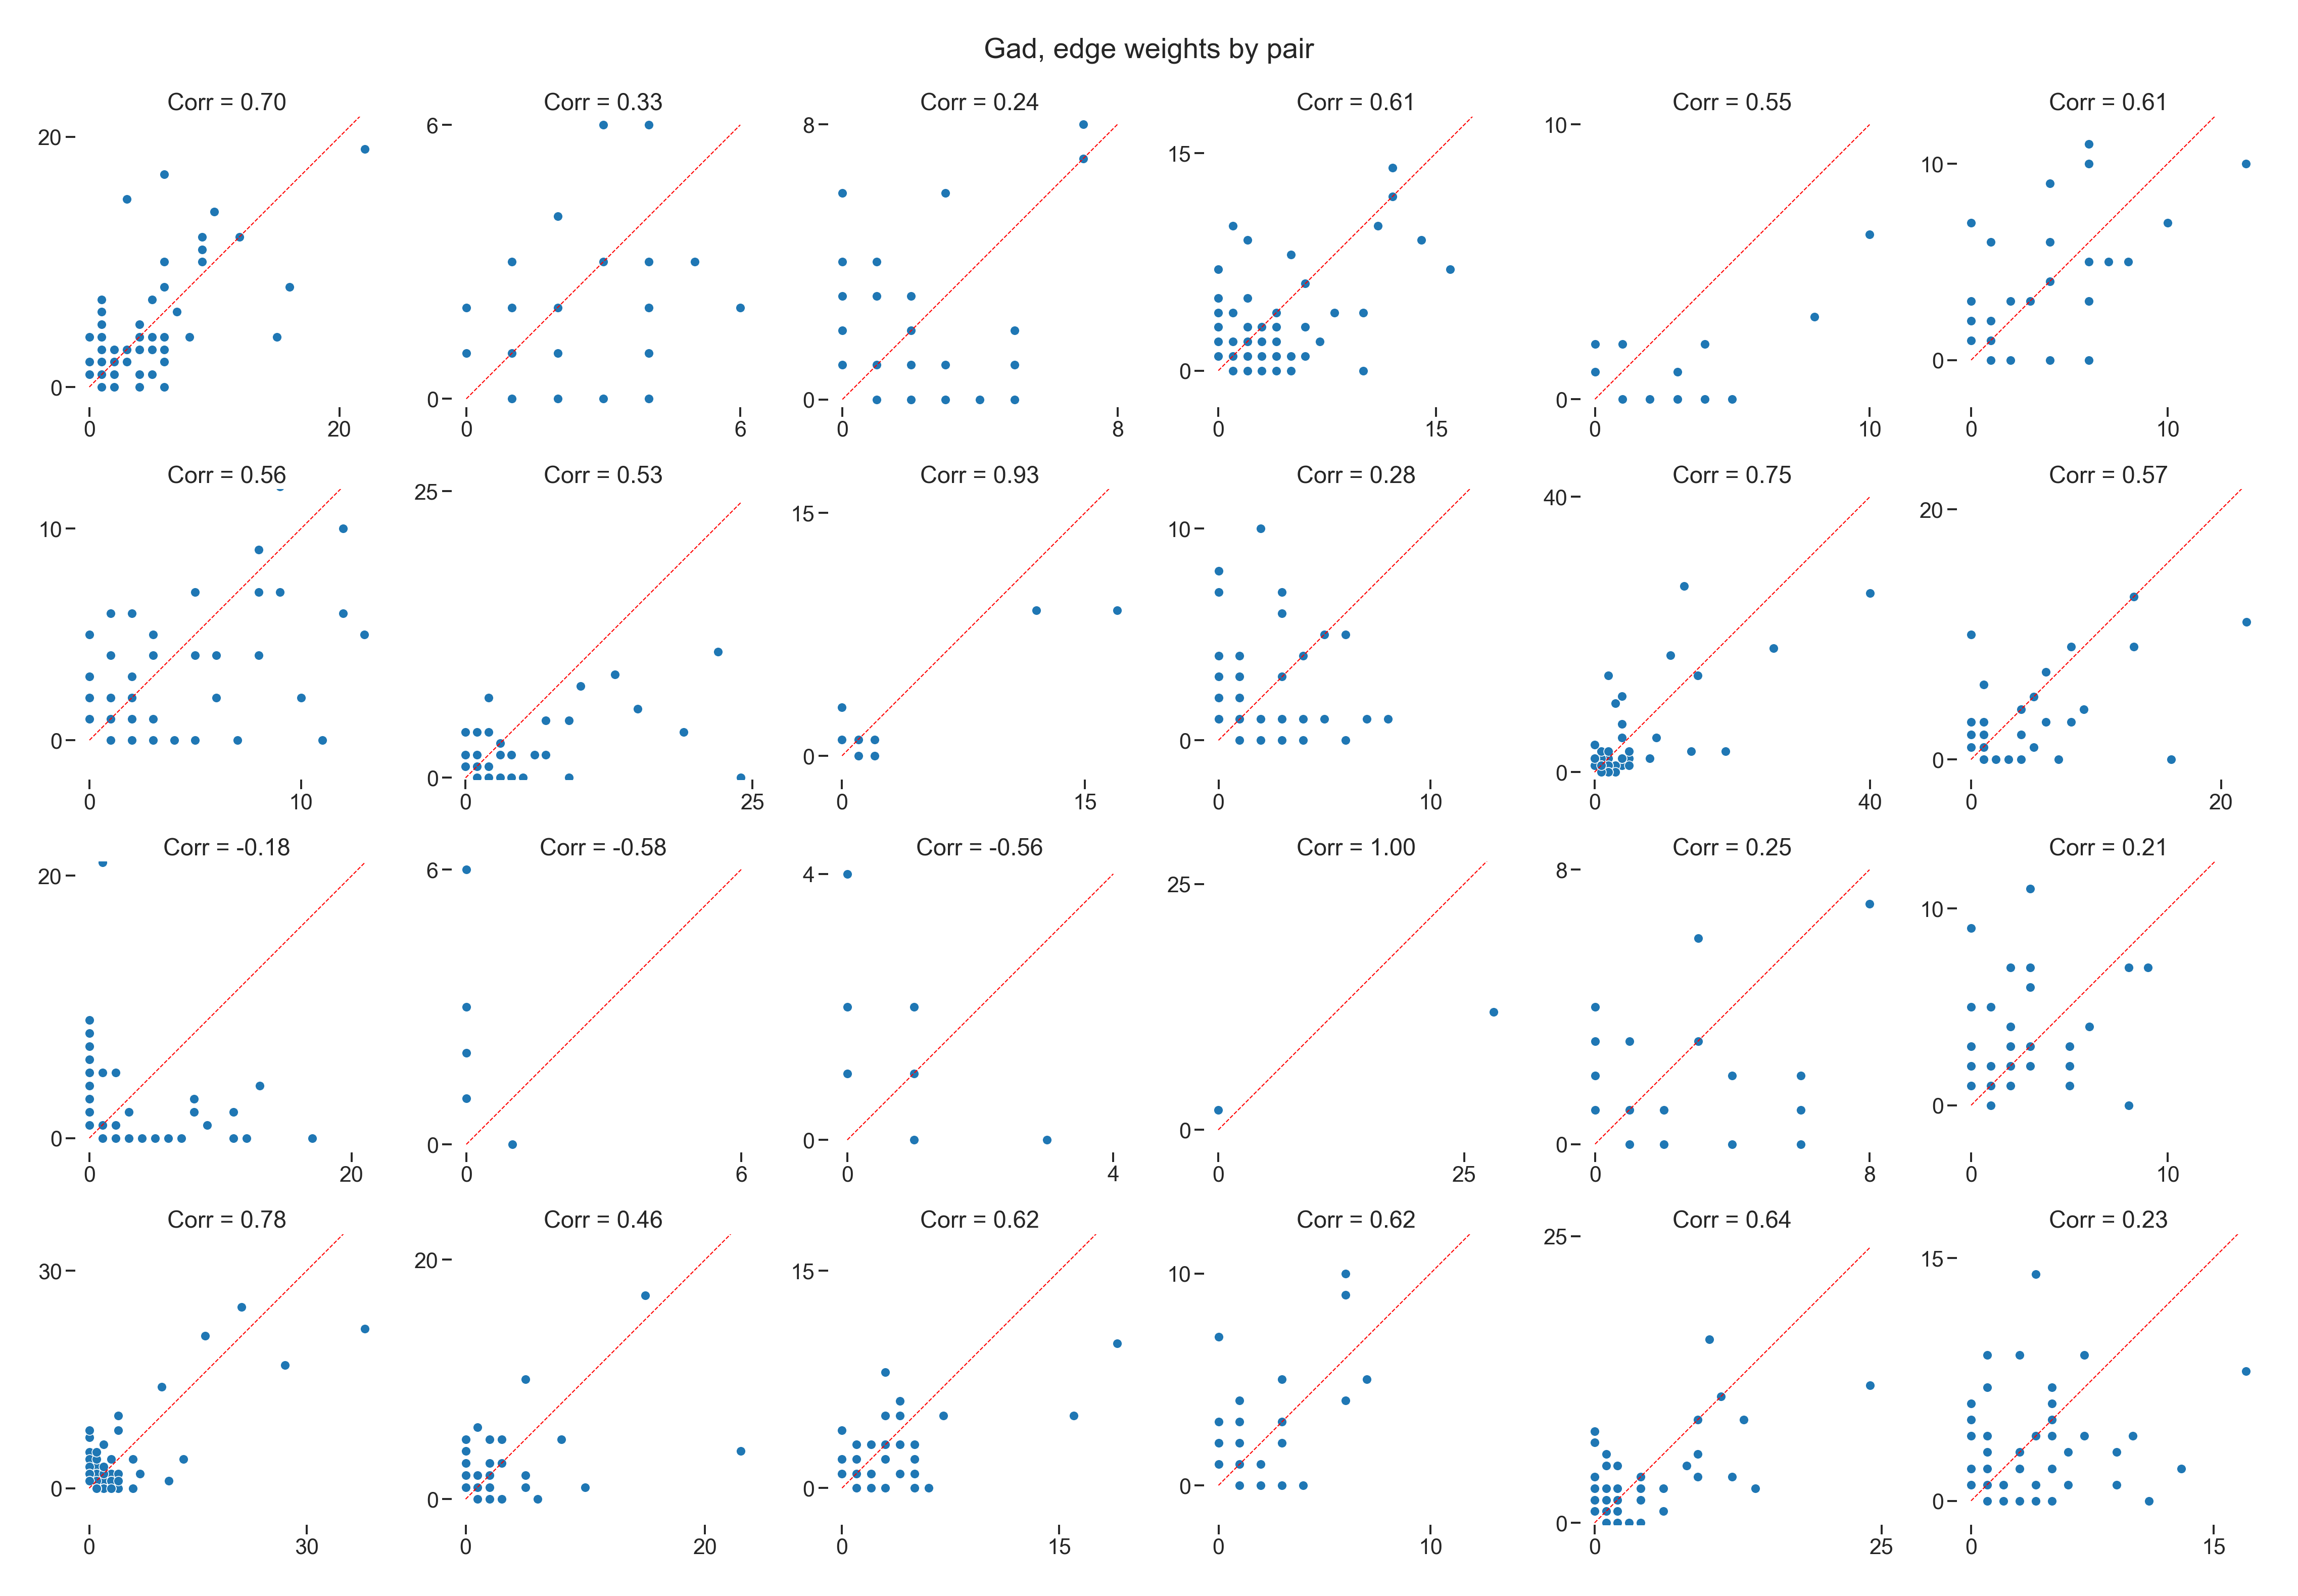 Gad, edge weights by pair
Corr = 0.70
20
0
0 20
Corr = 0.33
6
0
0 6
Corr = 0.24
8
0
0 8
Corr = 0.61
15
0
0 15
Corr = 0.55
10
0
0 10
Corr = 0.61
10
0
0 10
Corr = 0.56
10
0
0 10
Corr = 0.53
25
0
0 25
Corr = 0.93
15
0
0 15
Corr = 0.28
10
0
0 10
Corr = 0.75
40
0
0 40
Corr = 0.57
20
0
0 20
Corr = -0.18
20
0
0 20
Corr = -0.58
6
0
0 6
Corr = -0.56
4
0
0 4
Corr = 1.00
25
0
0 25
Corr = 0.25
8
0
0 8
Corr = 0.21
10
0
0 10
Corr = 0.78
30
0
0 30
Corr = 0.46
20
0
0 20
Corr = 0.62
15
0
0 15
Corr = 0.62
10
0
0 10
Corr = 0.64
25
0
0 25
Corr = 0.23
15
0
0 15